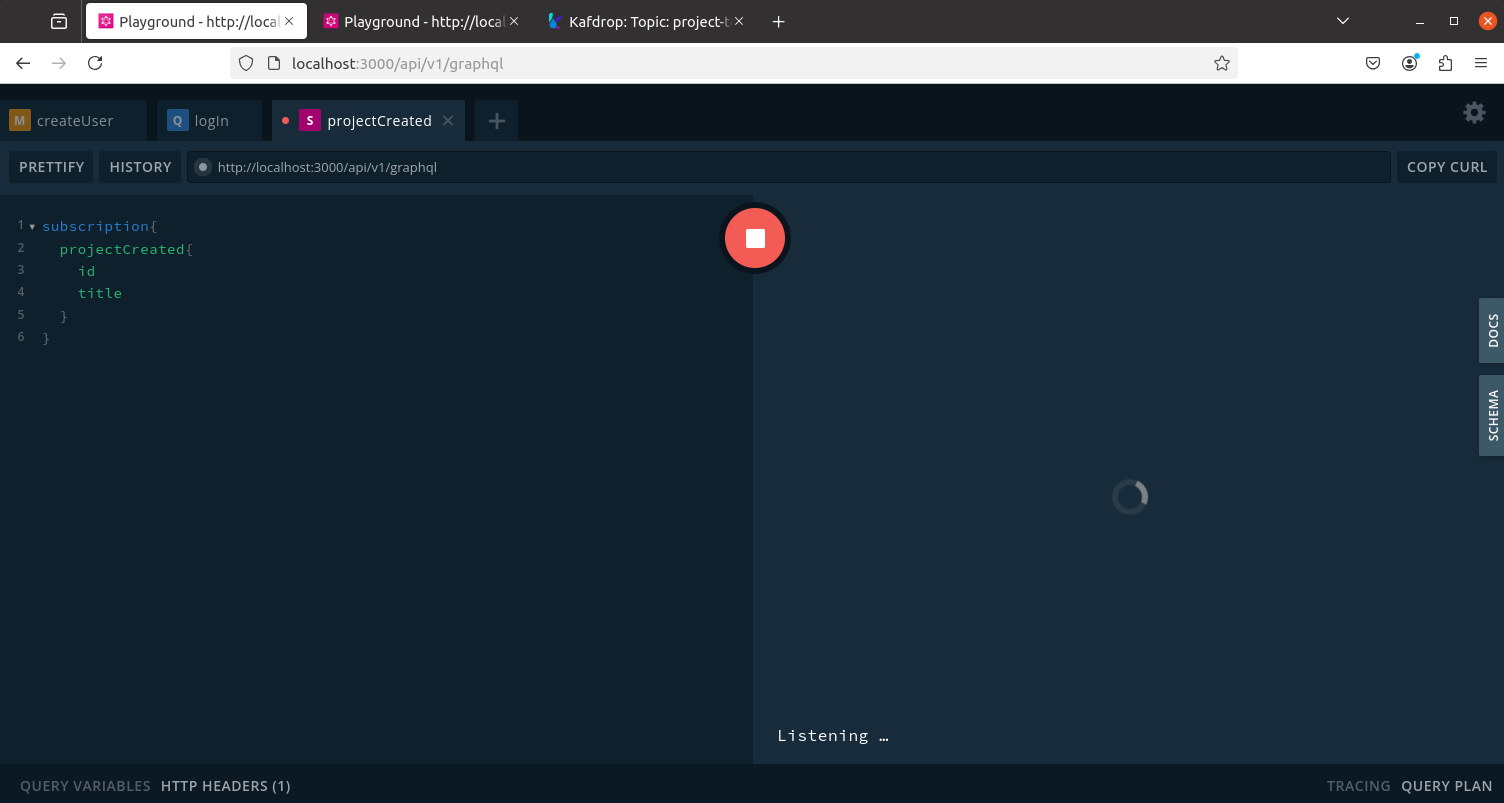 Playground - http://local
Playground - http://local
Kafdrop: Topic: project-t
localhost:3000/api/v1/graphql
M createUser
Q logIn
S projectCreated
PRETTIFY
HISTORY
http://localhost:3000/api/v1/graphql
COPY CURL
1 subscription{
2 projectCreated{
3 id
4 title
5 }
6 }
DOCS
SCHEMA
Listening …
QUERY VARIABLES
HTTP HEADERS (1)
TRACING
QUERY PLAN